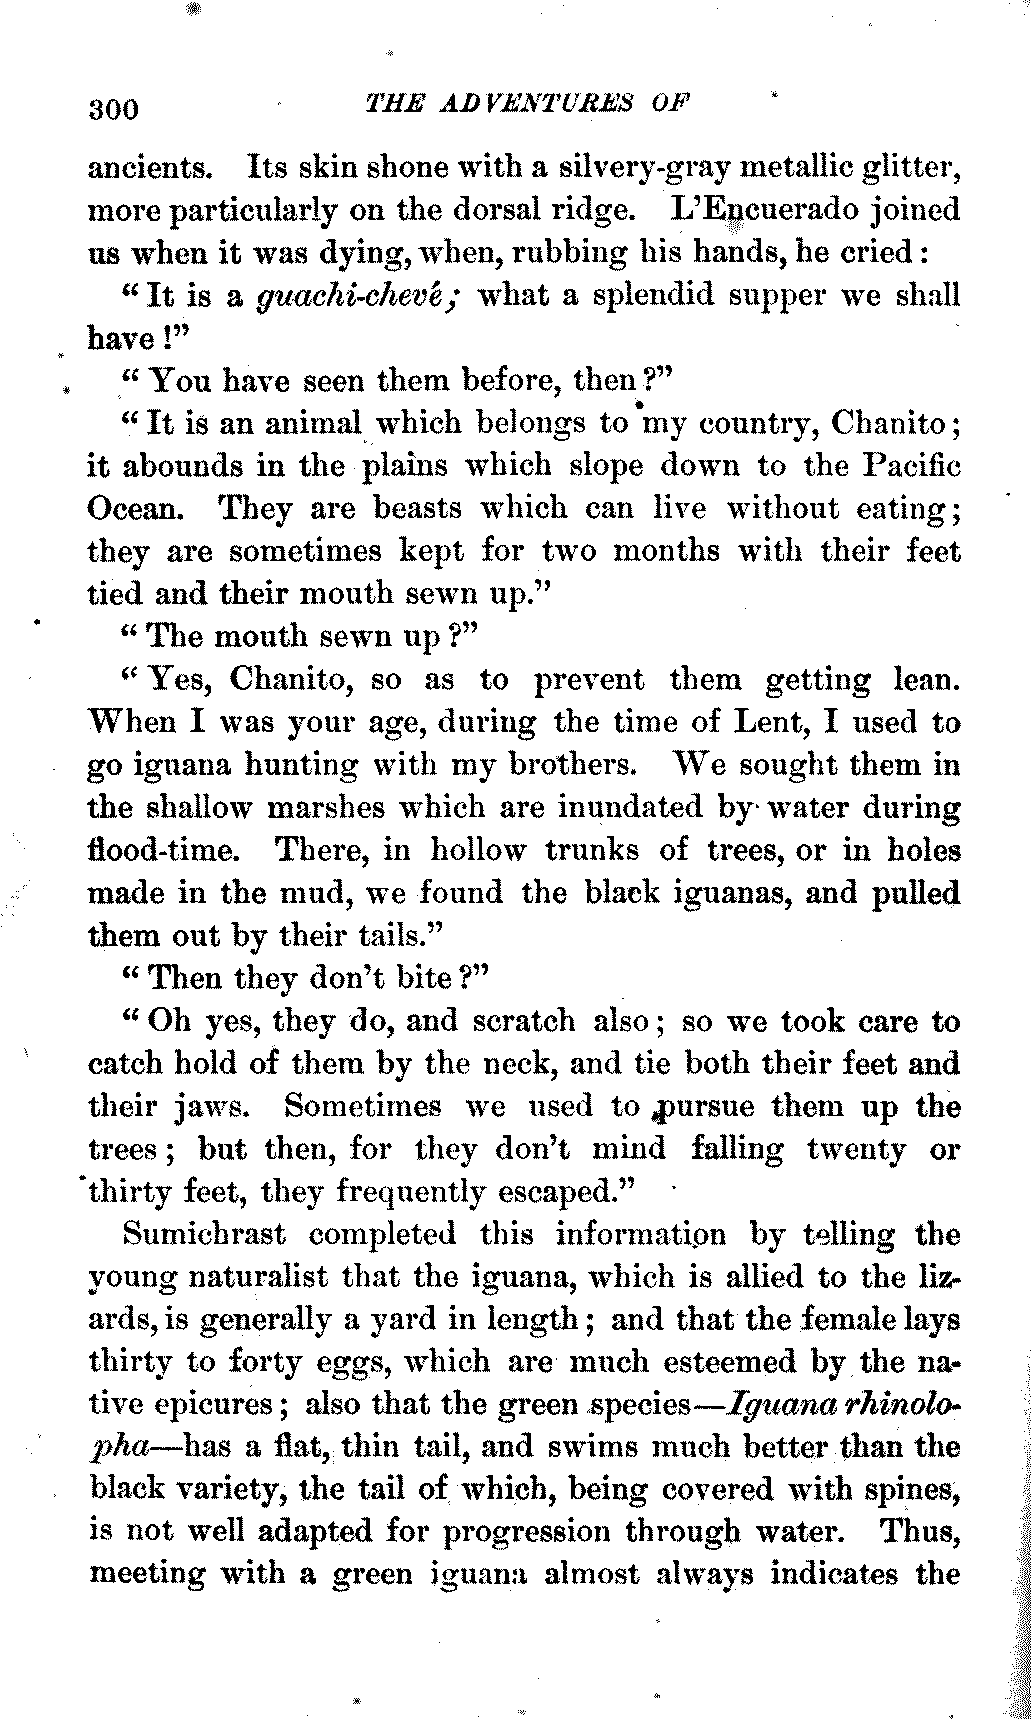 300 THE ADVENTURES OF
ancients. Its skin shone with a silvery-gray metallic glitter,
more particularly on the dorsal ridge. L'Encuerado joined
us when it was dying, when, rubbing his hands, he cried:
"It is a guachi-chevé; what a splendid supper we shall
have!"
"You have seen them before, then?"
"It is an animal which belongs to my country, Chanito;
it abounds in the plains which slope down to the Pacific
Ocean. They are beasts which can live without eating;
they are sometimes kept for two months with their feet
tied and their mouth sewn up."
"The mouth sewn up?"
"Yes, Chanito, so as to prevent them getting lean.
When I was your age, during the time of Lent, I used to
go iguana hunting with my brothers. We sought them in
the shallow marshes which are inundated by water during
flood-time. There, in hollow trunks of trees, or in holes
made in the mud, we found the black iguanas, and pulled
them out by their tails."
"Then they don't bite?"
"Oh yes, they do, and scratch also; so we took care to
catch hold of them by the neck, and tie both their feet and
their jaws. Sometimes we used to pursue them up the
trees; but then, for they don't mind falling twenty or
thirty feet, they frequently escaped."
Sumichrast completed this information by telling the
young naturalist that the iguana, which is allied to the liz-
ards, is generally a yard in length; and that the female lays
thirty to forty eggs, which are much esteemed by the na-
tive epicures; also that the green species—Iguana rhinolo-
pha—has a flat, thin tail, and swims much better than the
black variety, the tail of which, being covered with spines,
is not well adapted for progression through water. Thus,
meeting with a green iguana almost always indicates the